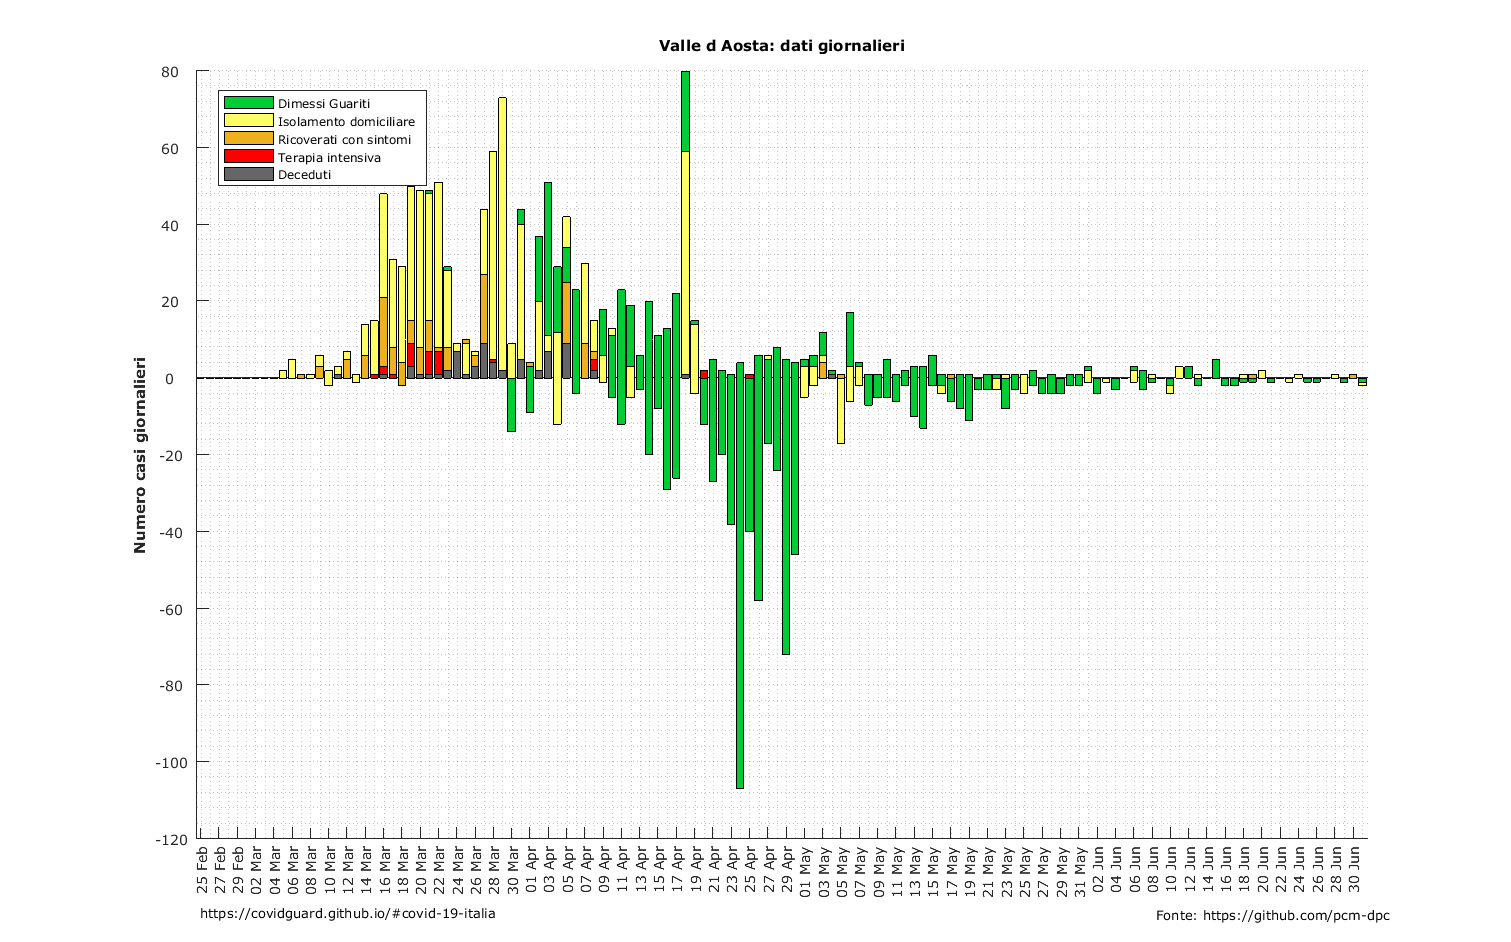 Valle d Aosta: dati giornalieri
80
60
40
20
0
-20
-40
-60
-80
-100
-120
Numero casi giornalieri
Dimessi Guariti
Isolamento domiciliare
Ricoverati con sintomi
Terapia intensiva
Deceduti
25 Feb
27 Feb
29 Feb
02 Mar
04 Mar
06 Mar
08 Mar
10 Mar
12 Mar
14 Mar
16 Mar
18 Mar
20 Mar
22 Mar
24 Mar
26 Mar
28 Mar
30 Mar
01 Apr
03 Apr
05 Apr
07 Apr
09 Apr
11 Apr
13 Apr
15 Apr
17 Apr
19 Apr
21 Apr
23 Apr
25 Apr
27 Apr
29 Apr
01 May
03 May
05 May
07 May
09 May
11 May
13 May
15 May
17 May
19 May
21 May
23 May
25 May
27 May
29 May
31 May
02 Jun
04 Jun
06 Jun
08 Jun
10 Jun
12 Jun
14 Jun
16 Jun
18 Jun
20 Jun
22 Jun
24 Jun
26 Jun
28 Jun
30 Jun
https://covidguard.github.io/#covid-19-italia
Fonte: https://github.com/pcm-dpc